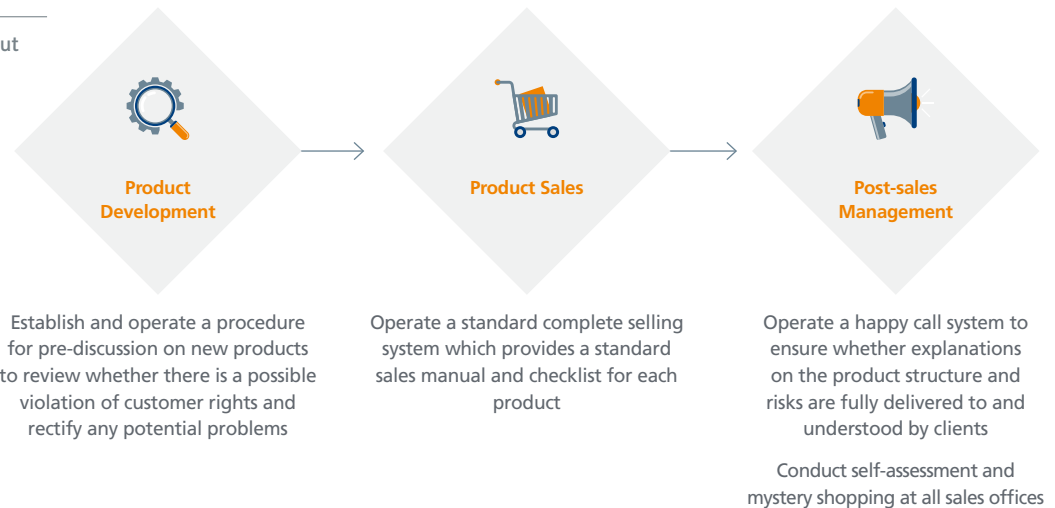 ut
Product
Development
Establish and operate a procedure
for pre-discussion on new products
to review whether there is a possible
violation of customer rights and
rectify any potential problems
Product Sales
Operate a standard complete selling
system which provides a standard
sales manual and checklist for each
product
Post-sales
Management
Operate a happy call system to
ensure whether explanations
on the product structure and
risks are fully delivered to and
understood by clients
Conduct self-assessment and
mystery shopping at all sales offices